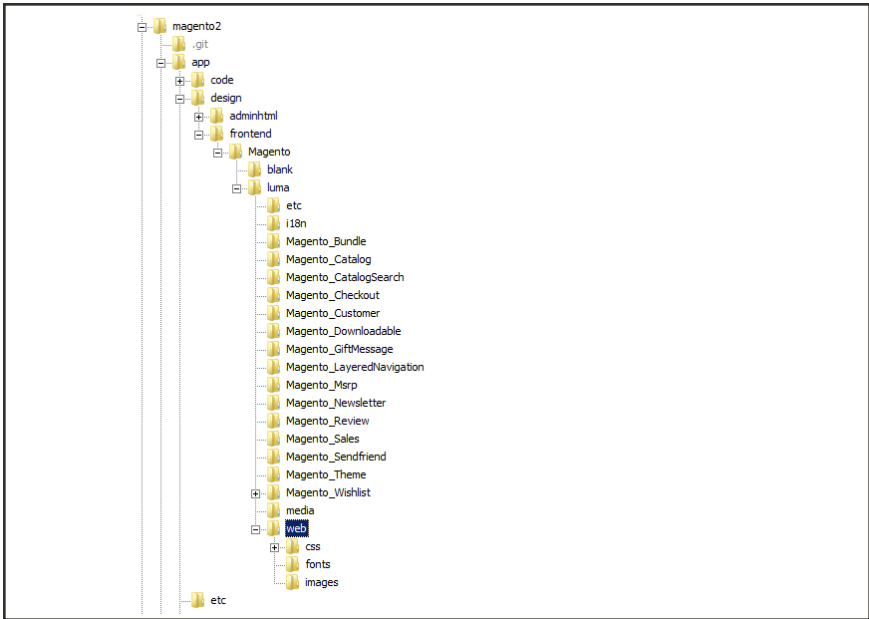 magento2
.git
app
code
design
adminhtml
frontend
Magento
blank
luma
etc
i18n
Magento_Bundle
Magento_Catalog
Magento_CatalogSearch
Magento_Checkout
Magento_Customer
Magento_Downloadable
Magento_GiftMessage
Magento_LayeredNavigation
Magento_Msrp
Magento_Newsletter
Magento_Review
Magento_Sales
Magento_Sendfriend
Magento_Theme
Magento_Wishlist
media
web
css
fonts
images
etc